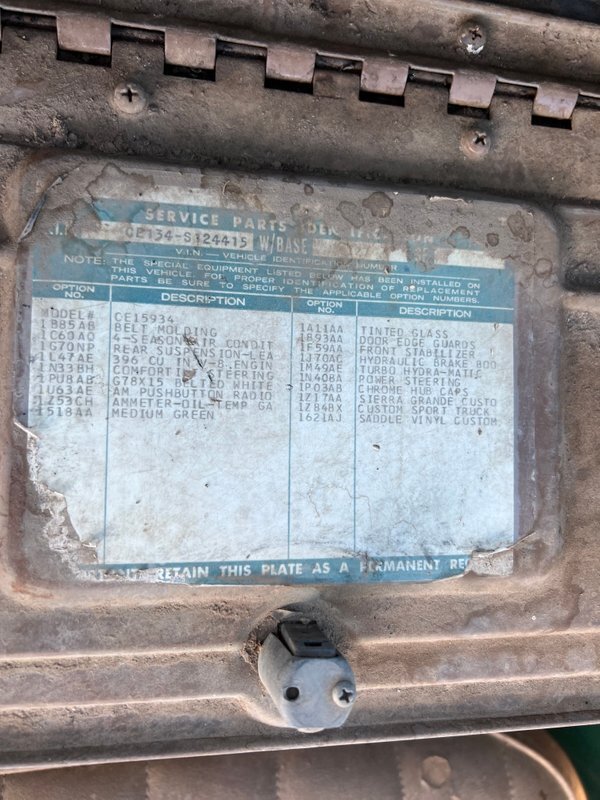 SERVICE PARTS IDENTIFICATION
CE134-S124415 W/BASE
V.I.N. — VEHICLE IDENTIFICATION NUMBER
NOTE: THE SPECIAL EQUIPMENT LISTED BELOW HAS BEEN INSTALLED ON
THIS VEHICLE FOR PROPER IDENTIFICATION OF REPLACEMENT
PARTS BE SURE TO SPECIFY THE APPLICABLE OPTION NUMBERS.
OPTION NO. DESCRIPTION OPTION NO. DESCRIPTION
MODEL# CE15934 1A11AA TINTED GLASS
1B85AB BELT MOLDING 1B93AA DOOR EDGE GUARDS
1C60AQ 4-SEASON AIR CONDIT 1F59AA FRONT STABILIZER
1G70NP REAR SUSPENSION-LEA 1J70AC HYDRAULIC BRAKE BOO
1L47AE 396 CU IN V-8 ENGIN 1M49AE TURBO HYDRA-MATIC
1N33BH COMFORTILT STEERING 1N40BA POWER STEERING
1PU8AB G78X15 BELTED WHITE 1P03AB CHROME HUB CAPS
1U63AE AM PUSHBUTTON RADIO 1Z17AA SIERRA GRANDE CUSTO
1Z53CH AMMETER-OIL-TEMP GA 1Z84BX CUSTOM SPORT TRUCK
1518AA MEDIUM GREEN 1621AJ SADDLE VINYL CUSTOM
RETAIN THIS PLATE AS A PERMANENT REC